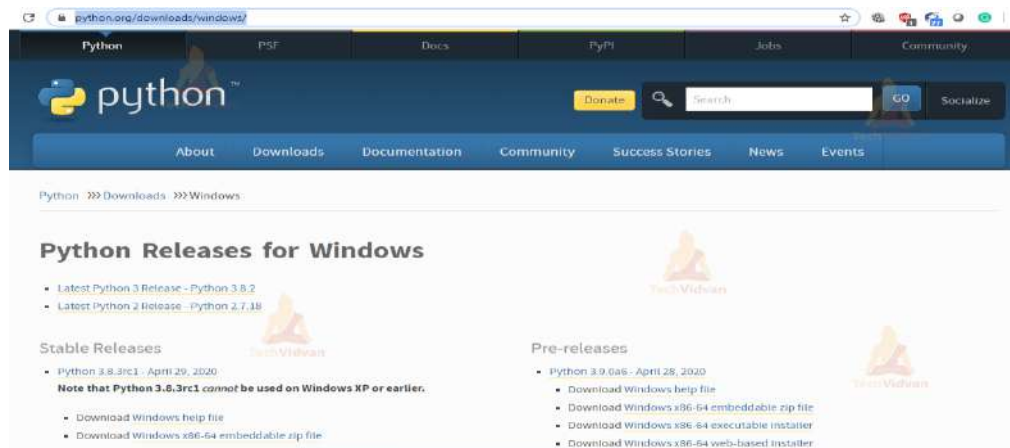 python.org/downloads/windows/
Python PSF Docs PyPI Jobs Community
python™
Donate Search GO Socialize
About Downloads Documentation Community Success Stories News Events
Python >>> Downloads >>> Windows
Python Releases for Windows
Latest Python 3 Release - Python 3.8.2
Latest Python 2 Release - Python 2.7.18
TechVidvan
Stable Releases
TechVidvan
Python 3.8.3rc1 - April 29, 2020
Note that Python 3.8.3rc1 cannot be used on Windows XP or earlier.
Download Windows help file
Download Windows x86-64 embeddable zip file
Pre-releases
Python 3.9.0a6 - April 28, 2020
Download Windows help file
Download Windows x86-64 embeddable zip file
Download Windows x86-64 executable installer
Download Windows x86-64 web-based installer
TechVidvan